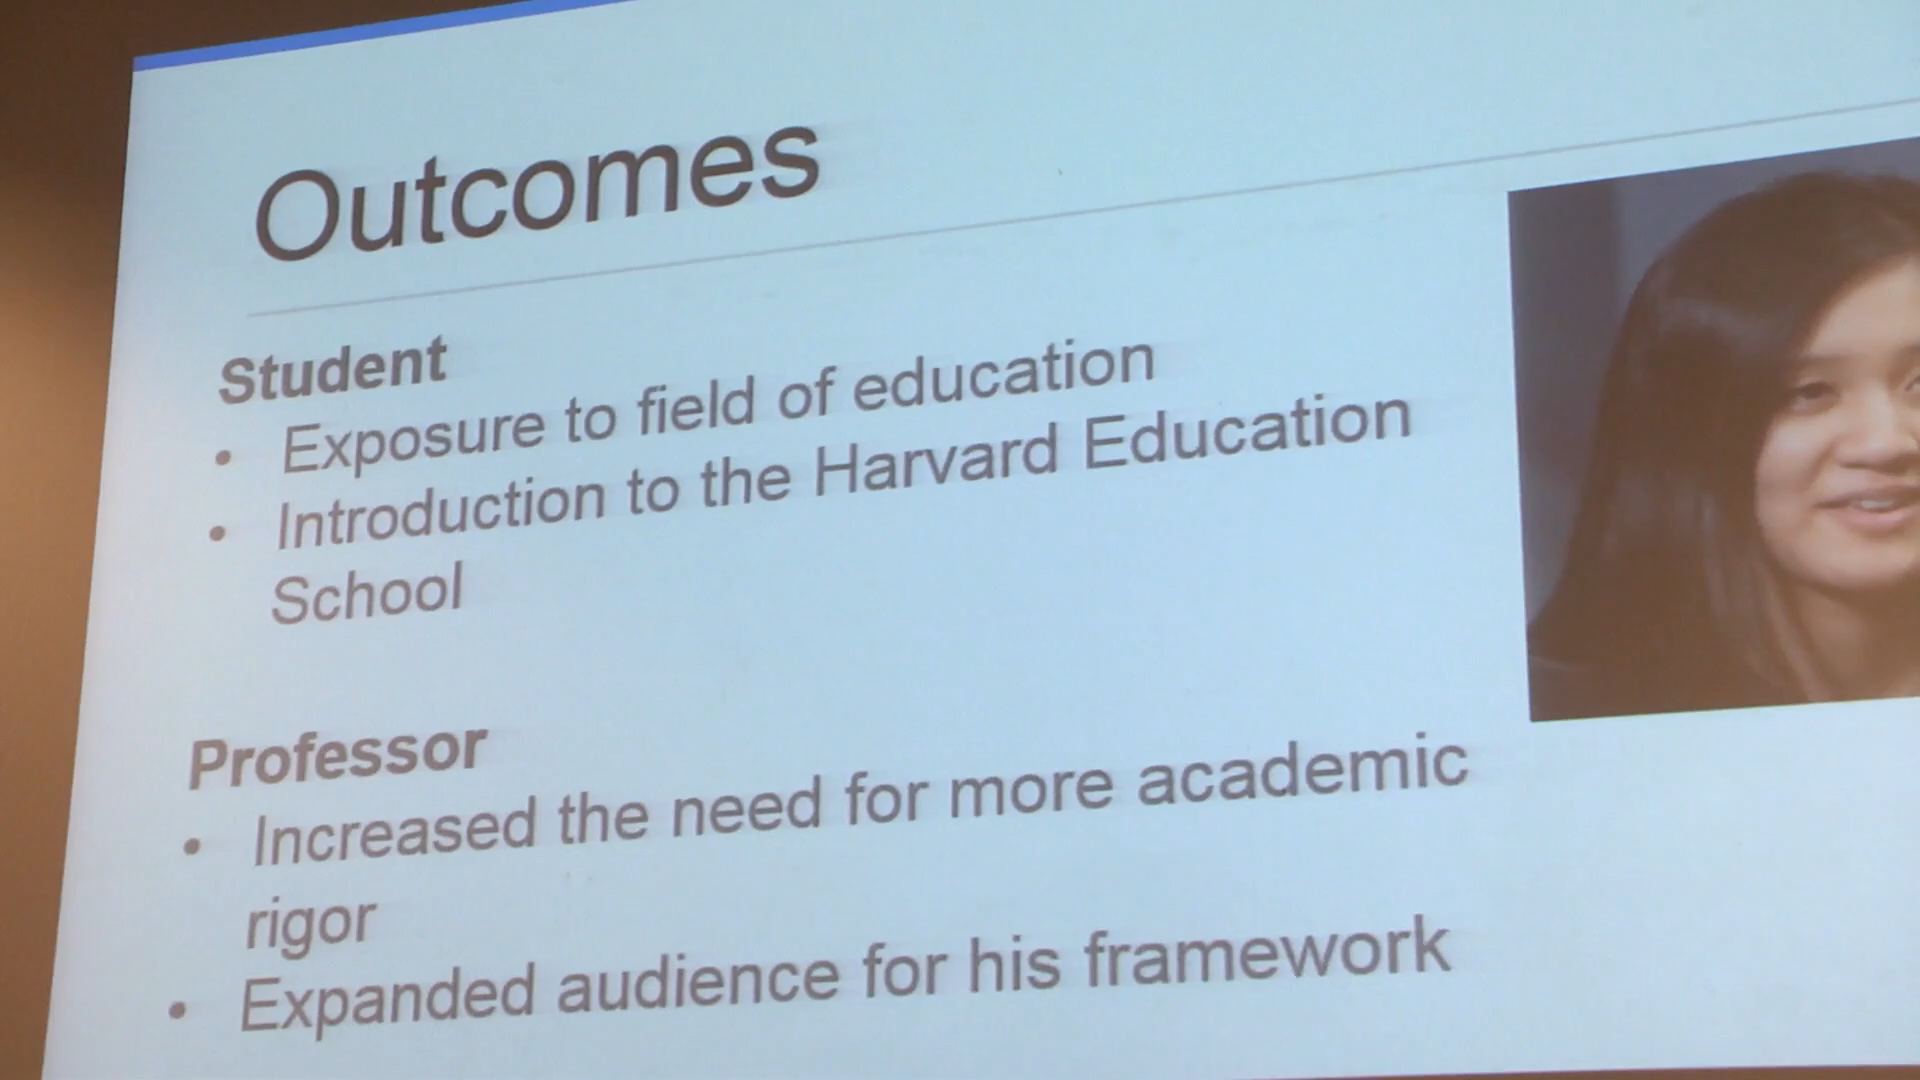 Outcomes
Student
• Exposure to field of education
• Introduction to the Harvard Education
School
Professor
• Increased the need for more academic
rigor
• Expanded audience for his framework